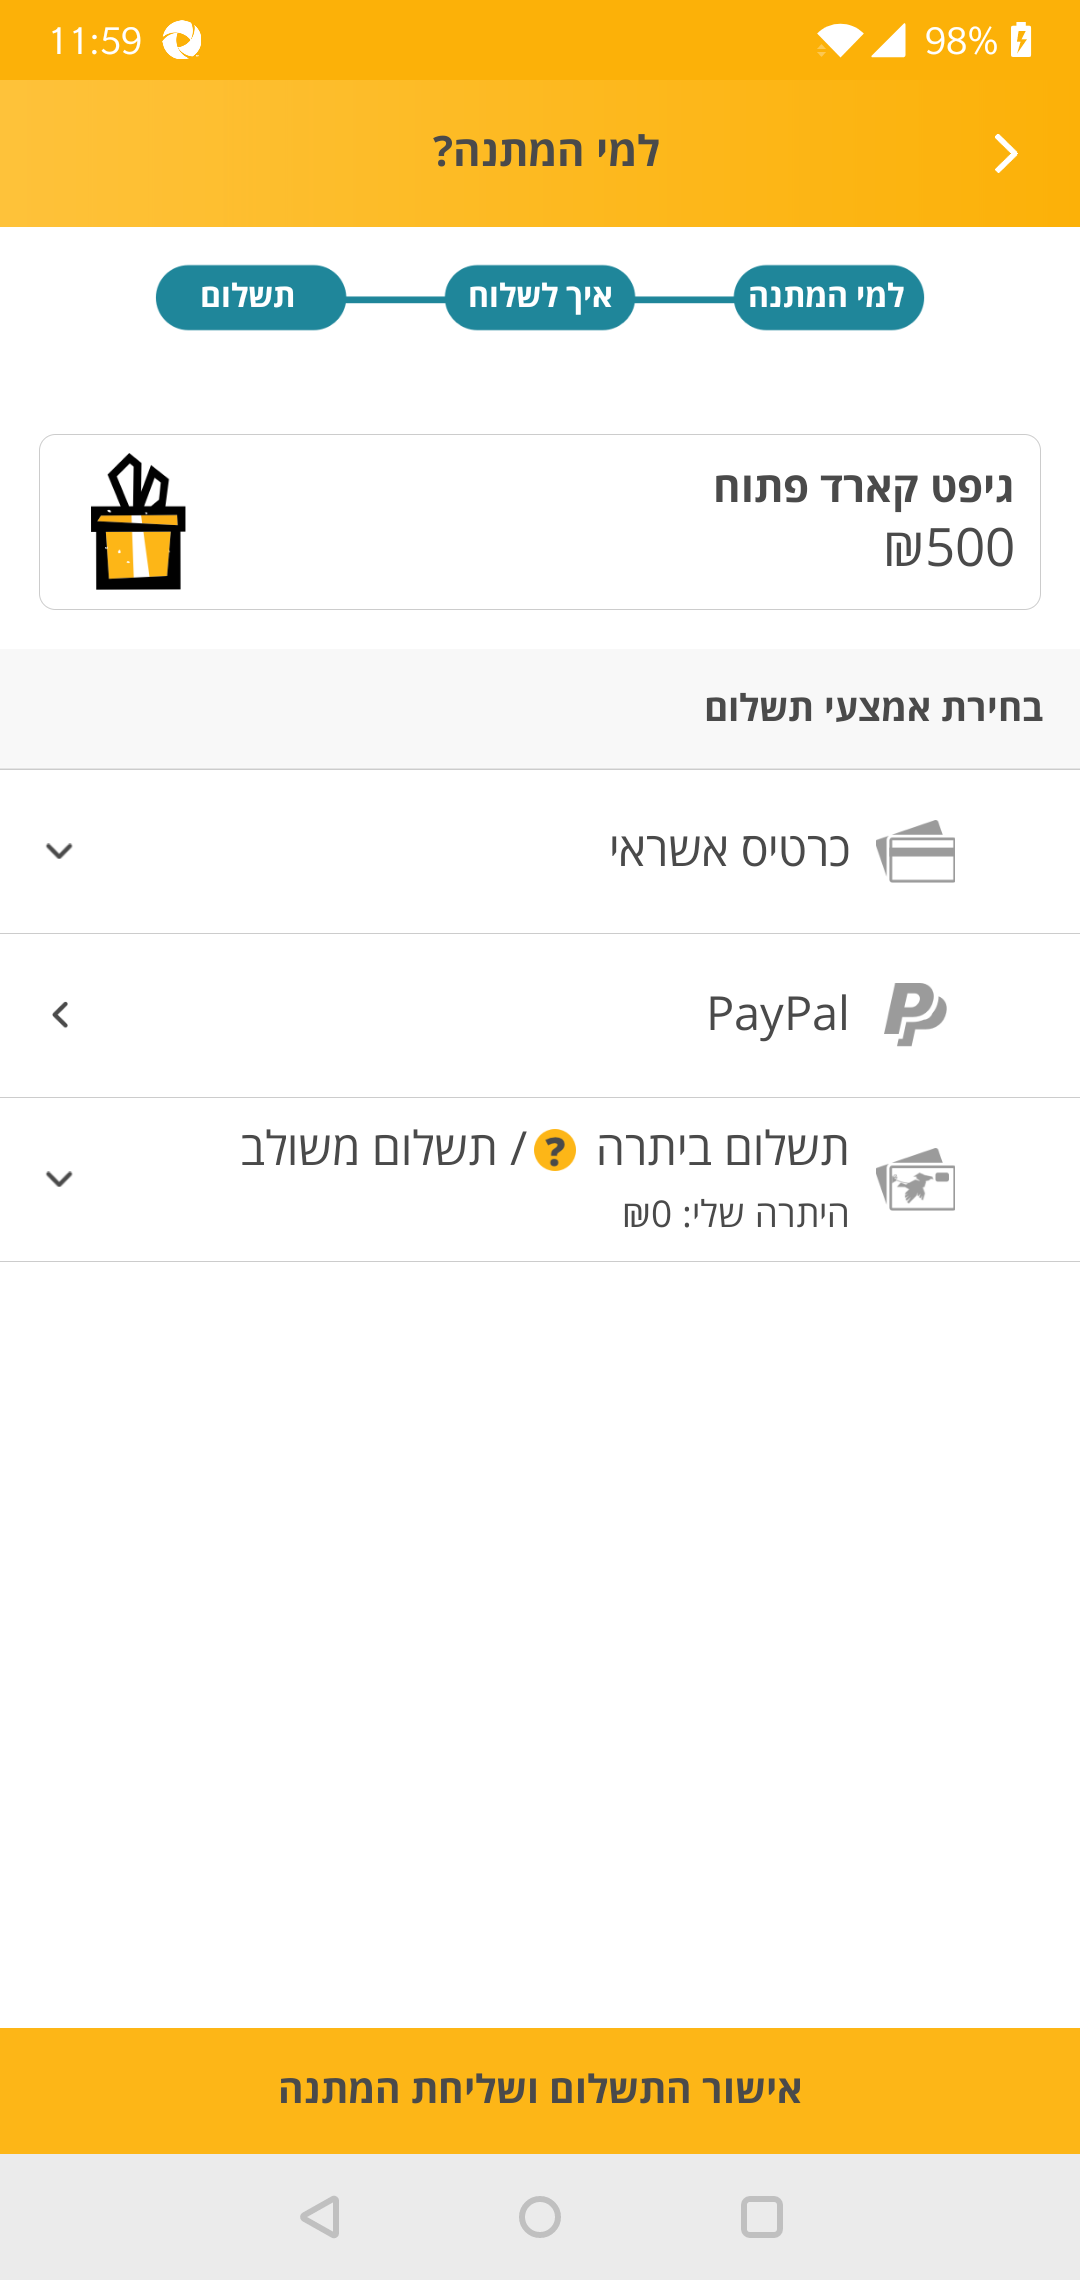 11:59 98%
למי המתנה?
למי המתנה איך לשלוח תשלום
גיפט קארד פתוח
₪500
בחירת אמצעי תשלום
כרטיס אשראי
PayPal
תשלום ביתרה ? / תשלום משולב
היתרה שלי: ₪0
אישור התשלום ושליחת המתנה